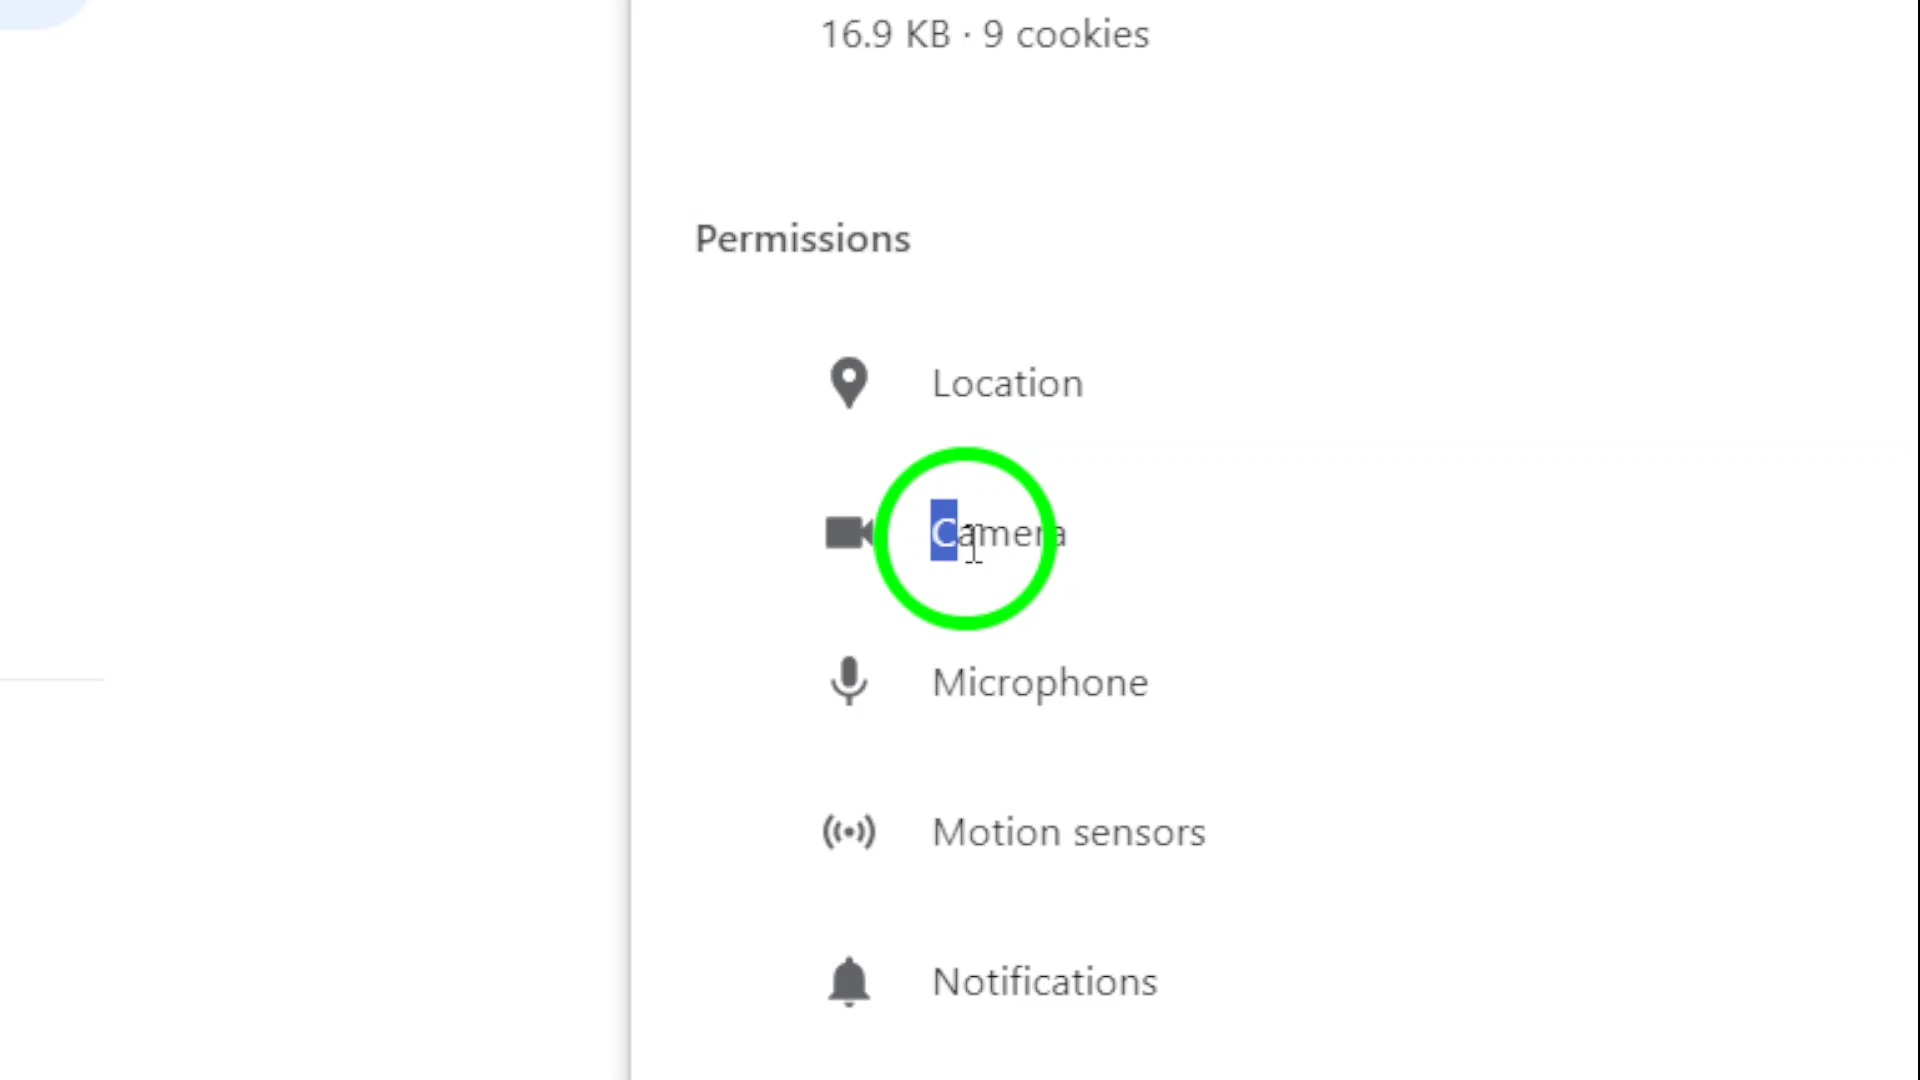 16.9 KB · 9 cookies
Permissions
Location
Camera
Microphone
Motion sensors
Notifications